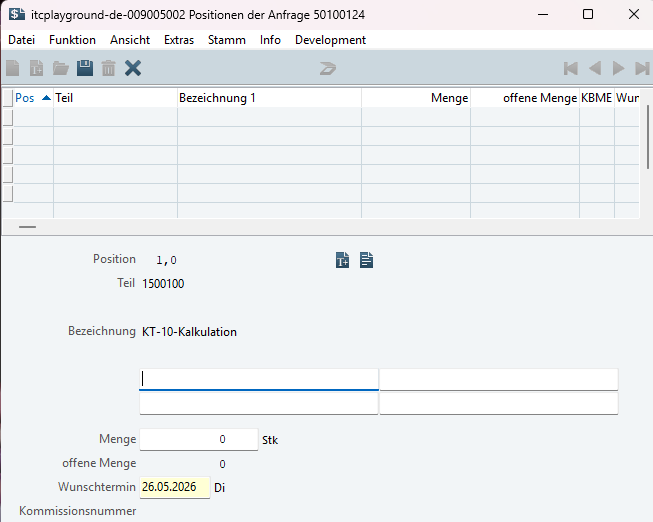 itcplayground-de-009005002 Positionen der Anfrage 50100124
Datei Funktion Ansicht Extras Stamm Info Development
Pos Teil Bezeichnung 1 Menge offene Menge KBME Wun
Position 1,0
Teil 1500100
Bezeichnung KT-10-Kalkulation
Menge 0 Stk
offene Menge 0
Wunschtermin 26.05.2026 Di
Kommissionsnummer